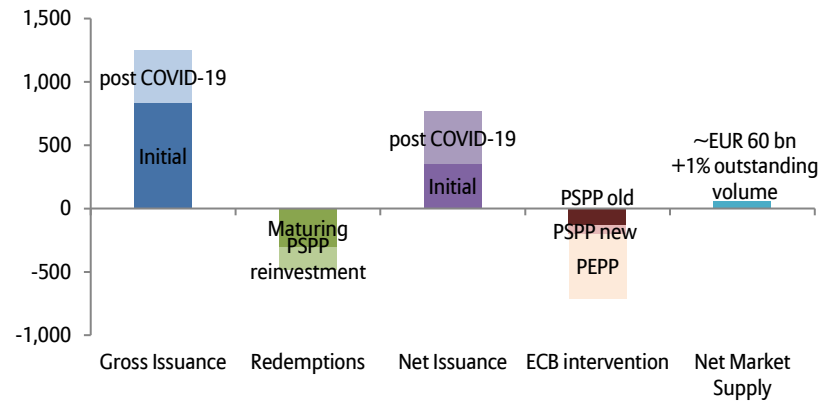 1,500
1,000
500
0
-500
-1,000
post COVID-19
Initial
Maturing
PSPP
reinvestment
post COVID-19
Initial
PSPP old
PSPP new
PEPP
~EUR 60 bn
+1% outstanding
volume
Gross Issuance
Redemptions
Net Issuance
ECB intervention
Net Market
Supply